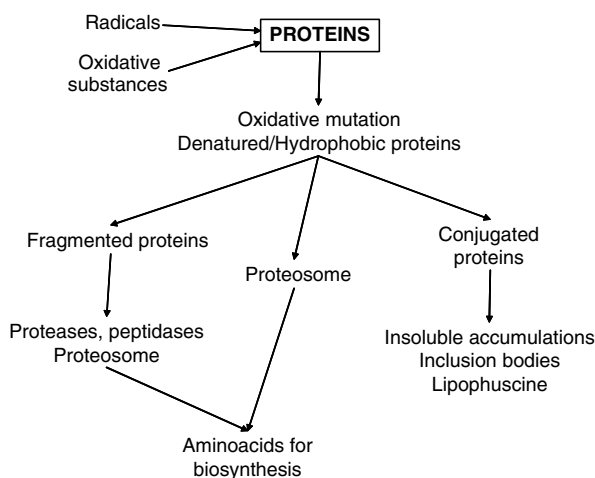 Radicals
PROTEINS
Oxidative
substances
Oxidative mutation
Denatured/Hydrophobic proteins
Fragmented proteins
Proteosome
Conjugated
proteins
Proteases, peptidases
Proteosome
Insoluble accumulations
Inclusion bodies
Lipophuscine
Aminoacids for
biosynthesis